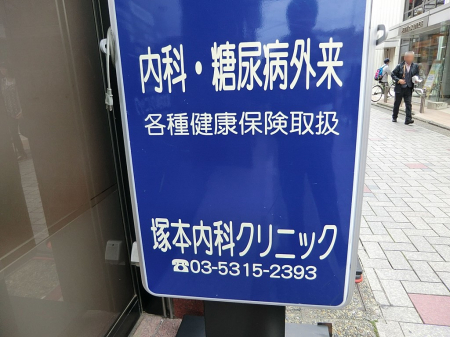 内科・糖尿病外来
各種健康保険取扱
塚本内科クリニック
☎03-5315-2393